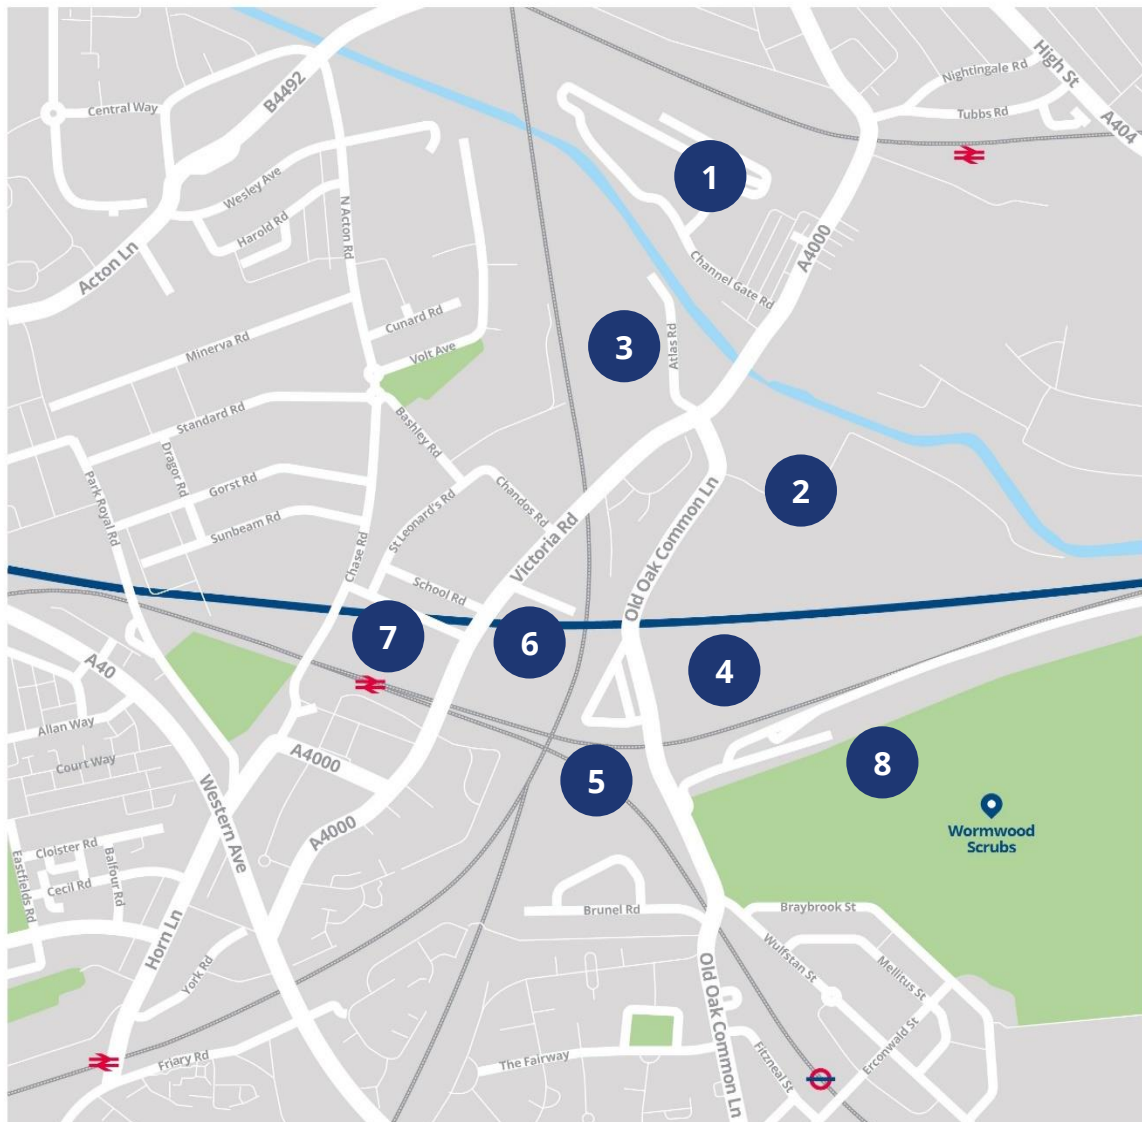 High St
Nightingale Rd
Tubbs Rd
A404
B4492
Central Way
Wesley Ave
Harold Rd
N Acton Rd
Acton Ln
1
A4000
Channel Gate Rd
Cunard Rd
Volt Ave
Minerva Rd
3
Atlas Rd
Standard Rd
Bashley Rd
Dragor Rd
Park Royal Rd
Gorst Rd
Sunbeam Rd
Chandos Rd
St Leonard's Rd
2
Chase Rd
Victoria Rd
Old Oak Common Ln
School Rd
7
6
4
A40
Allan Way
Court Way
A4000
Western Ave
5
8
Wormwood
Scrubs
A4000
Cloister Rd
Eastfields Rd
Cecil Rd
Balfour Rd
Horn Ln
York Rd
Brunel Rd
Braybrook St
Wulfstan St
Mellitus St
Old Oak Common Ln
Erconwald St
Fitzneal St
The Fairway
Friary Rd